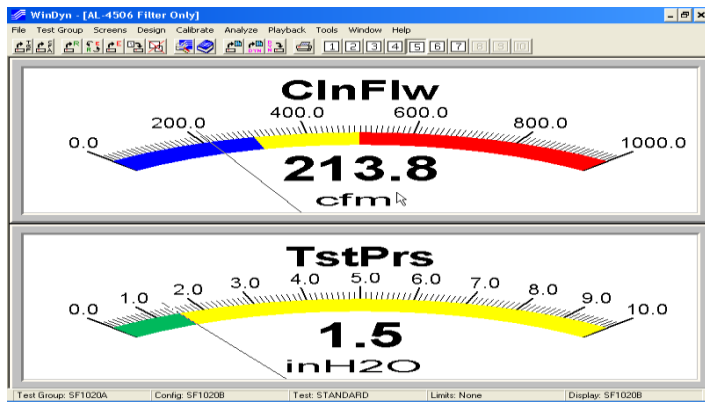 WinDyn - [AL-4506 Filter Only]
File Test Group Screens Design Calibrate Analyze Playback Tools Window Help
1 2 3 4 5 6 7 8 9 10
ClnFlw
0.0 200.0 400.0 600.0 800.0 1000.0
213.8
cfm
TstPrs
0.0 1.0 2.0 3.0 4.0 5.0 6.0 7.0 8.0 9.0 10.0
1.5
inH2O
Test Group: SF1020A Config: SF1020B Test: STANDARD Limits: None Display: SF1020B